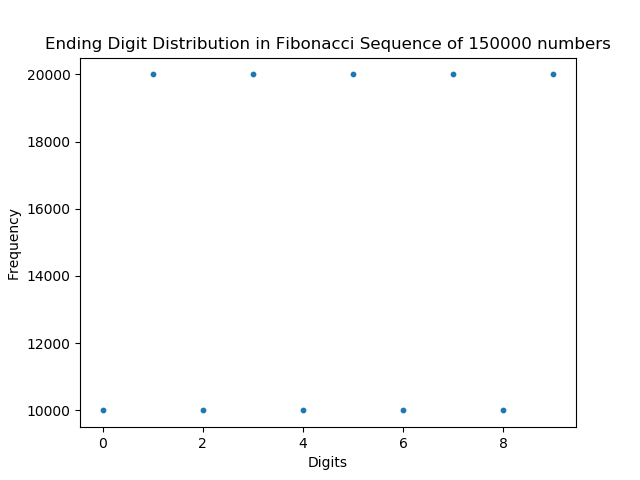 Ending Digit Distribution in Fibonacci Sequence of 150000 numbers
20000
18000
16000
14000
12000
10000
Frequency
0 2 4 6 8
Digits